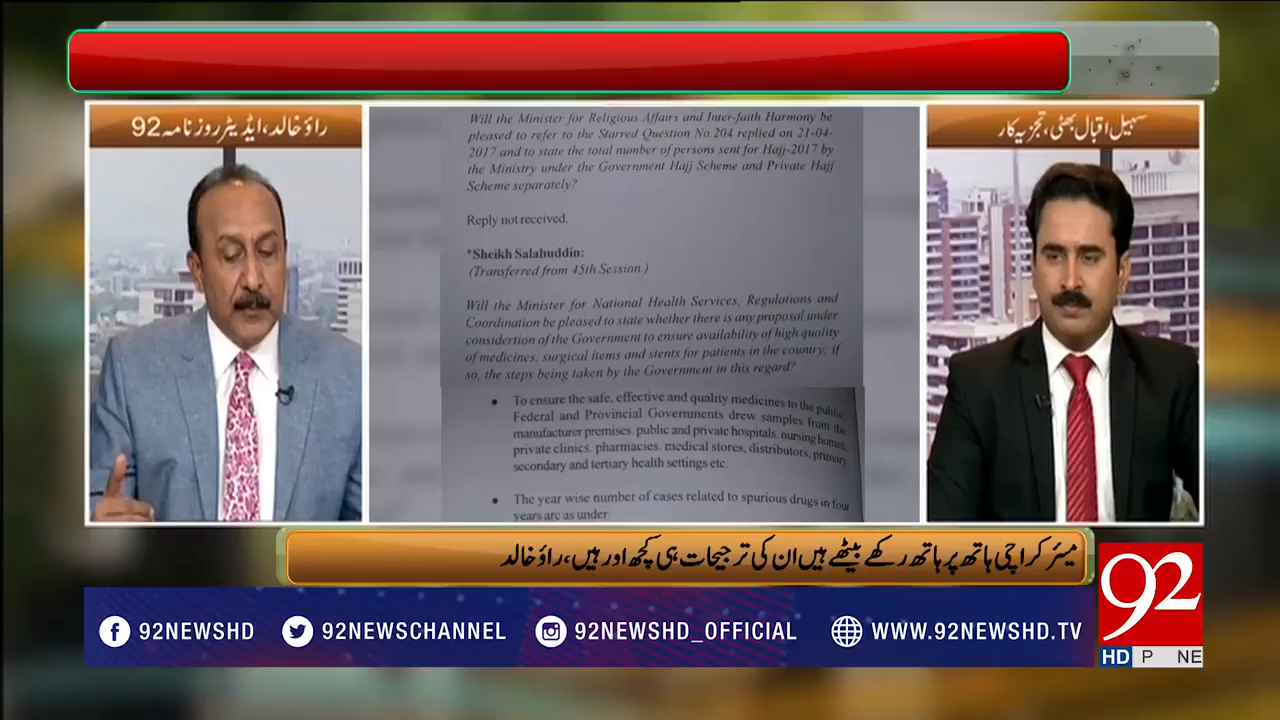 راؤ خالد، ایڈیٹر روزنامہ 92
سہیل اقبال بھٹی، تجزیہ کار
Will the Minister for Religious Affairs and Inter-faith Harmony be
pleased to refer to the Starred Question No.204 replied on 21-04-
2017 and to state the total number of persons sent for Hajj-2017 by
the Ministry under the Government Hajj Scheme and Private Hajj
Scheme separately?
Reply not received.
*Sheikh Salahuddin:
(Transferred from 45th Session.)
Will the Minister for National Health Services, Regulations and
Coordination be pleased to state whether there is any proposal under
considertion of the Government to ensure availability of high quality
of medicines, surgical items and stents for patients in the country; if
so, the steps being taken by the Government in this regard?
• To ensure the safe, effective and quality medicines to the public,
Federal and Provincial Governments drew samples from the
manufacturer premises, public and private hospitals, nursing homes,
private clinics, pharmacies, medical stores, distributors, primary
secondary and tertiary health settings etc.
• The year wise number of cases related to spurious drugs in four
years are as under:
میئر کراچی ہاتھ پر ہاتھ رکھے بیٹھے ہیں ان کی ترجیحات ہی کچھ اور ہیں، راؤ خالد
92
HD P NE
92NEWSHD
92NEWSCHANNEL
92NEWSHD_OFFICIAL
WWW.92NEWSHD.TV